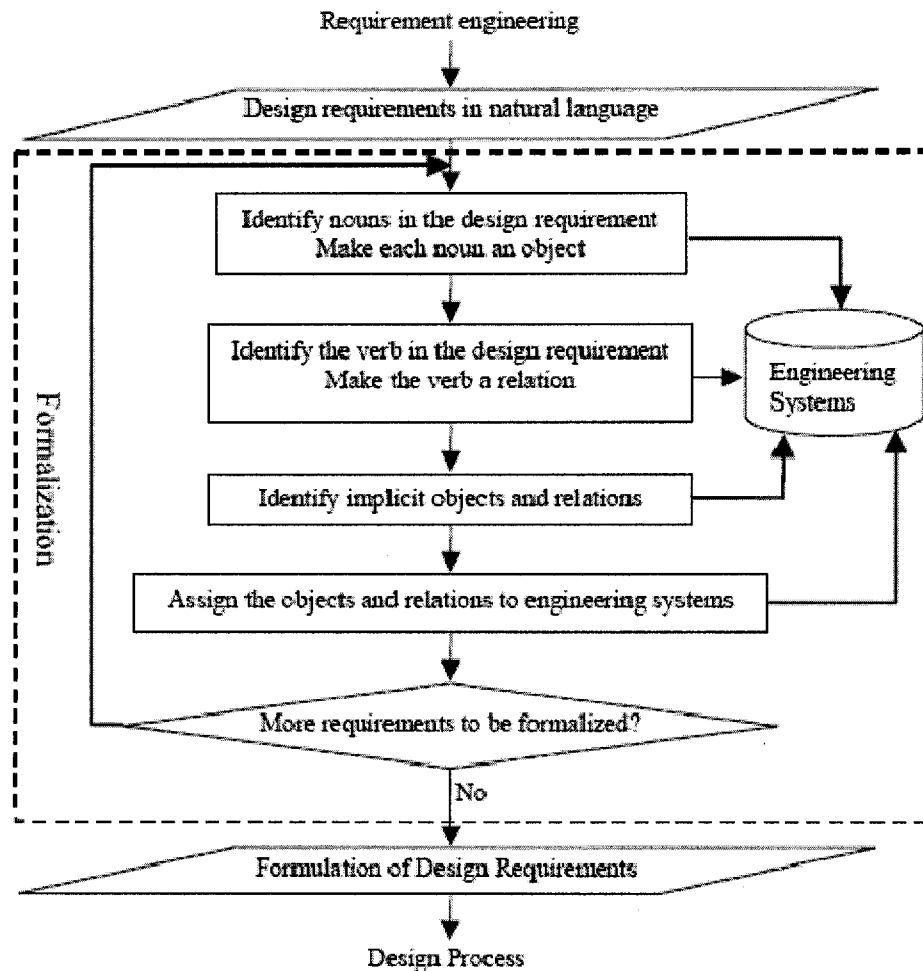 Requirement engineering
Design requirements in natural language
Identify nouns in the design requirement
Make each noun an object
Identify the verb in the design requirement
Make the verb a relation
Engineering
Systems
Formalization
Identify implicit objects and relations
Assign the objects and relations to engineering systems
More requirements to be formalized?
No
Formulation of Design Requirements
Design Process